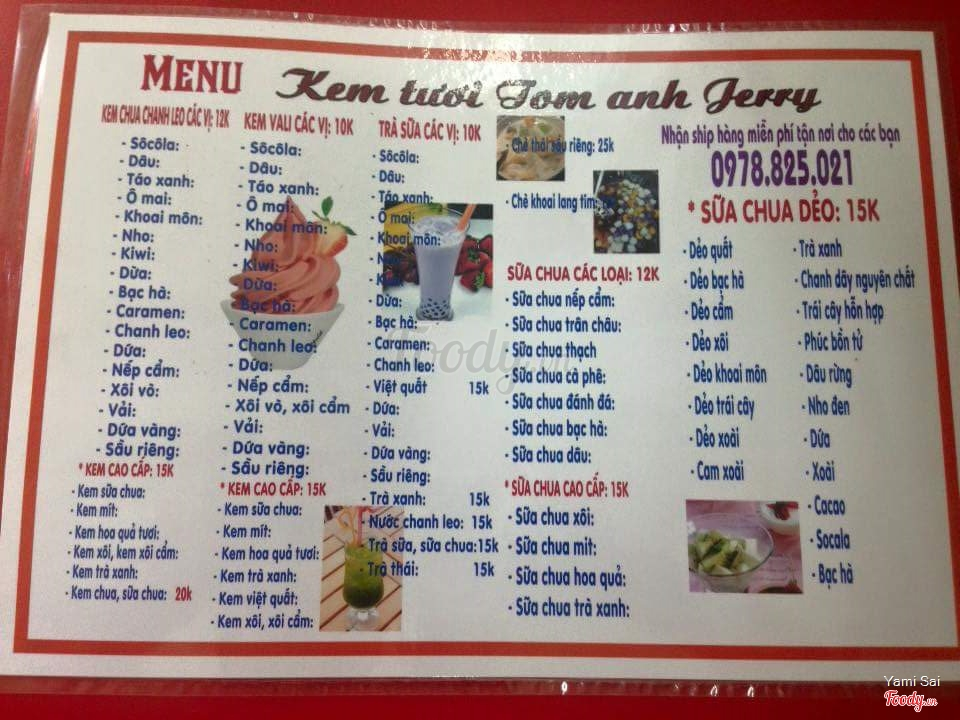 MENU
Kem tươi Tom anh Jerry
KEM CHUA CHANH LEO CÁC VỊ: 12K
- Sôcôla:
- Dâu:
- Táo xanh:
- Ô mai:
- Khoai môn:
- Nho:
- Kiwi:
- Dừa:
- Bạc hà:
- Caramen:
- Chanh leo:
- Dứa:
- Nếp cẩm:
- Xôi vò:
- Vải:
- Dứa vàng:
- Sầu riêng:
* KEM CAO CẤP: 15K
- Kem sữa chua:
- Kem mít:
- Kem hoa quả tươi:
- Kem xôi, kem xôi cẩm:
- Kem trà xanh:
- Kem chua, sữa chua: 20k
KEM VALI CÁC VỊ: 10K
- Sôcôla:
- Dâu:
- Táo xanh:
- Ô mai:
- Khoai môn:
- Nho:
- Kiwi:
- Dừa:
- Bạc hà:
- Caramen:
- Chanh leo:
- Dừa:
- Nếp cẩm:
- Xôi vò, xôi cẩm
- Vải:
- Dứa vàng:
- Sầu riêng:
* KEM CAO CẤP: 15K
- Kem sữa chua:
- Kem mít:
- Kem hoa quả tươi:
- Kem trà xanh:
- Kem việt quất:
- Kem xôi, xôi cẩm:
TRÀ SỮA CÁC VỊ: 10K
- Sôcôla:
- Dâu:
Táo xanh:
Ô mai:
Khoai môn:
Dừa:
Bạc hà:
Caramen:
Chanh leo:
Việt quất 15k
- Dứa:
- Vải:
Dứa vàng:
Sầu riêng:
- Trà xanh: 15k
- Nước chanh leo: 15k
- Trà sữa, sữa chua: 15k
- Trà thái: 15k
- Chè thái sầu riêng: 25k
- Chè khoai lang tím:
SỮA CHUA CÁC LOẠI: 12K
- Sữa chua nếp cẩm:
- Sữa chua trân châu:
- Sữa chua thạch
- Sữa chua cà phê:
- Sữa chua đánh đá:
- Sữa chua bạc hà:
- Sữa chua dâu:
* SỮA CHUA CAO CẤP: 15K
- Sữa chua xôi:
- Sữa chua mit:
- Sữa chua hoa quả:
- Sữa chua trà xanh:
Nhận ship hàng miễn phí tận nơi cho các bạn
0978.825.021
* SỮA CHUA DẺO: 15K
- Dẻo quất
- Dẻo bạc hà
- Dẻo cẩm
- Dẻo xôi
- Dẻo khoai môn
- Dẻo trái cây
- Dẻo xoài
- Cam xoài
- Trà xanh
- Chanh dây nguyên chất
- Trái cây hỗn hợp
- Phúc bồn tử
- Dâu rừng
- Nho đen
- Dứa
- Xoài
- Cacao
- Socala
- Bạc hà
Foody.vn
Yami Sai
Foody.vn